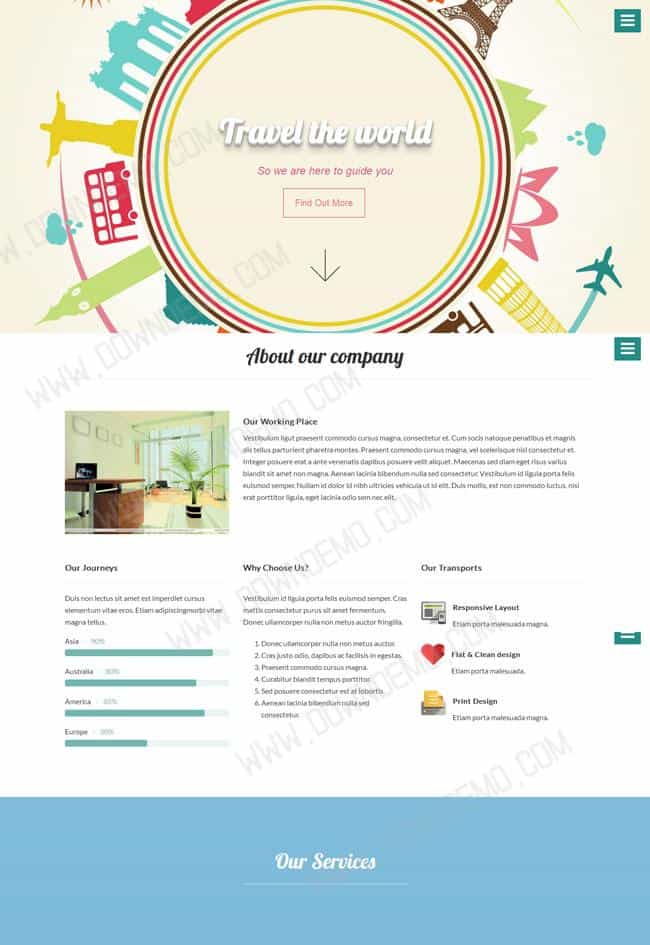 Travel the world
So we are here to guide you
Find Out More
About our company
Our Working Place
Vestibulum ligut praesent commodo cursus magna, consectetur et. Cum sociis natoque penatibus et magnis
dis tellus parturient pharetra montes. Praesent commodo cursus magna, vel scelerisque nisl consectetur et.
Integer posuere erat a ante venenatis dapibus posuere velit aliquet. Maecenas sed diam eget risus varius
blandit sit amet non magna. Aenean lacinia bibendum nulla sed consectetur. Vestibulum id ligula porta felis
euismod semper. Nullam id dolor id nibh ultricies vehicula ut id elit. Duis mollis, est non commodo luctus, nisi
erat porttitor ligula, eget lacinia odio sem nec elit.
Our Journeys
Duis non lectus sit amet est imperdiet cursus
elementum vitae eros. Etiam adipiscingmorbi vitae
magna tellus.
Asia - 90%
Australia - 80%
America - 85%
Europe
Why Choose Us?
Vestibulum id ligula porta felis euismod semper. Cras
mattis consectetur purus sit amet fermentum.
Donec ullamcorper nulla non metus auctor fringilla.
1. Donec ullamcorper nulla non metus auctor.
2. Cras justo odio, dapibus ac facilisis in egestas.
3. Praesent commodo cursus magna.
4. Curabitur blandit tempus porttitor.
5. Sed posuere consectetur est at lobortis.
6. Aenean lacinia bibendum nulla sed
consectetur.
Our Transports
Responsive Layout
Etiam porta malesuada magna.
Flat & Clean design
Etiam porta malesuada.
Print Design
Etiam porta malesuada magna.
Our Services
WWW.DOWNDEMO.COM